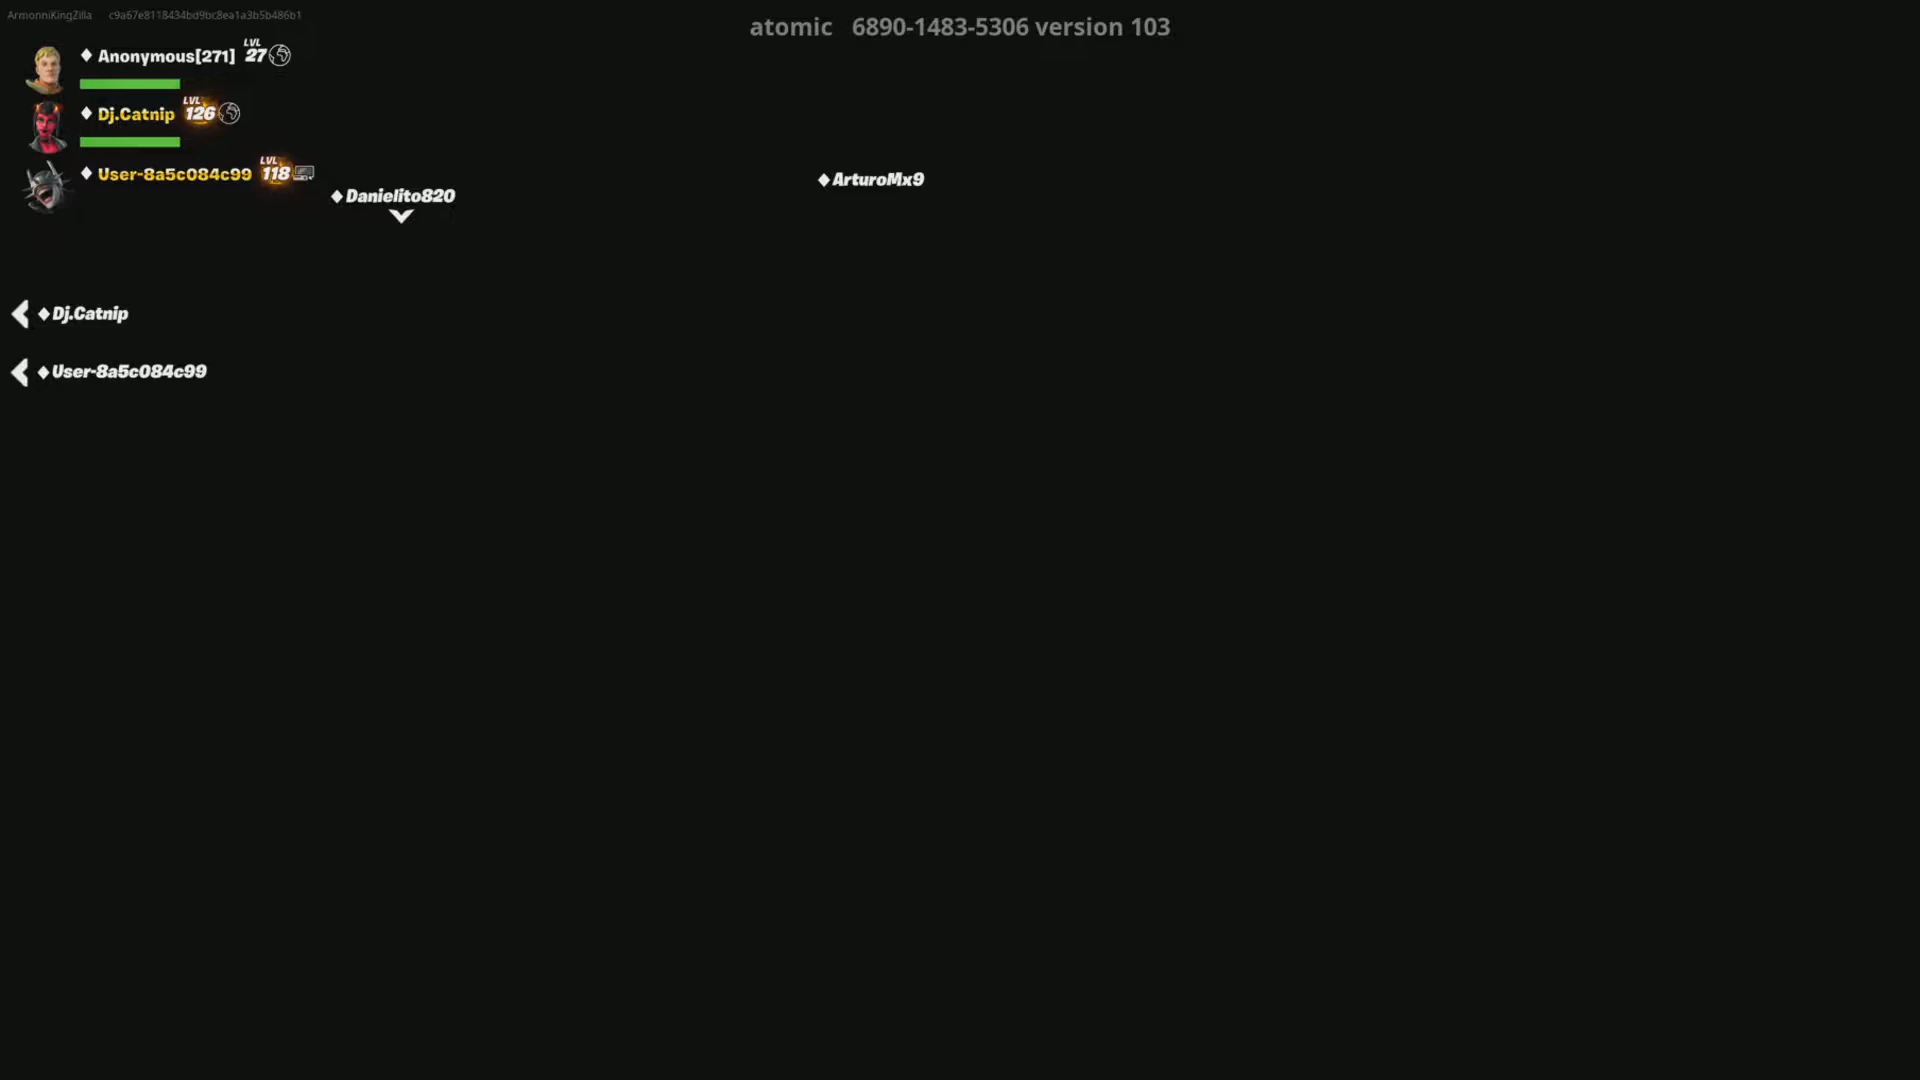 ArmonniKingZilla c9a67e8118434bd9bc8ea1a3b5b486b1
atomic 6890-1483-5306 version 103
Anonymous[271] LVL 27
Dj.Catnip LVL 126
User-8a5c084c99 LVL 118
Danielito820
ArturoMx9
Dj.Catnip
User-8a5c084c99